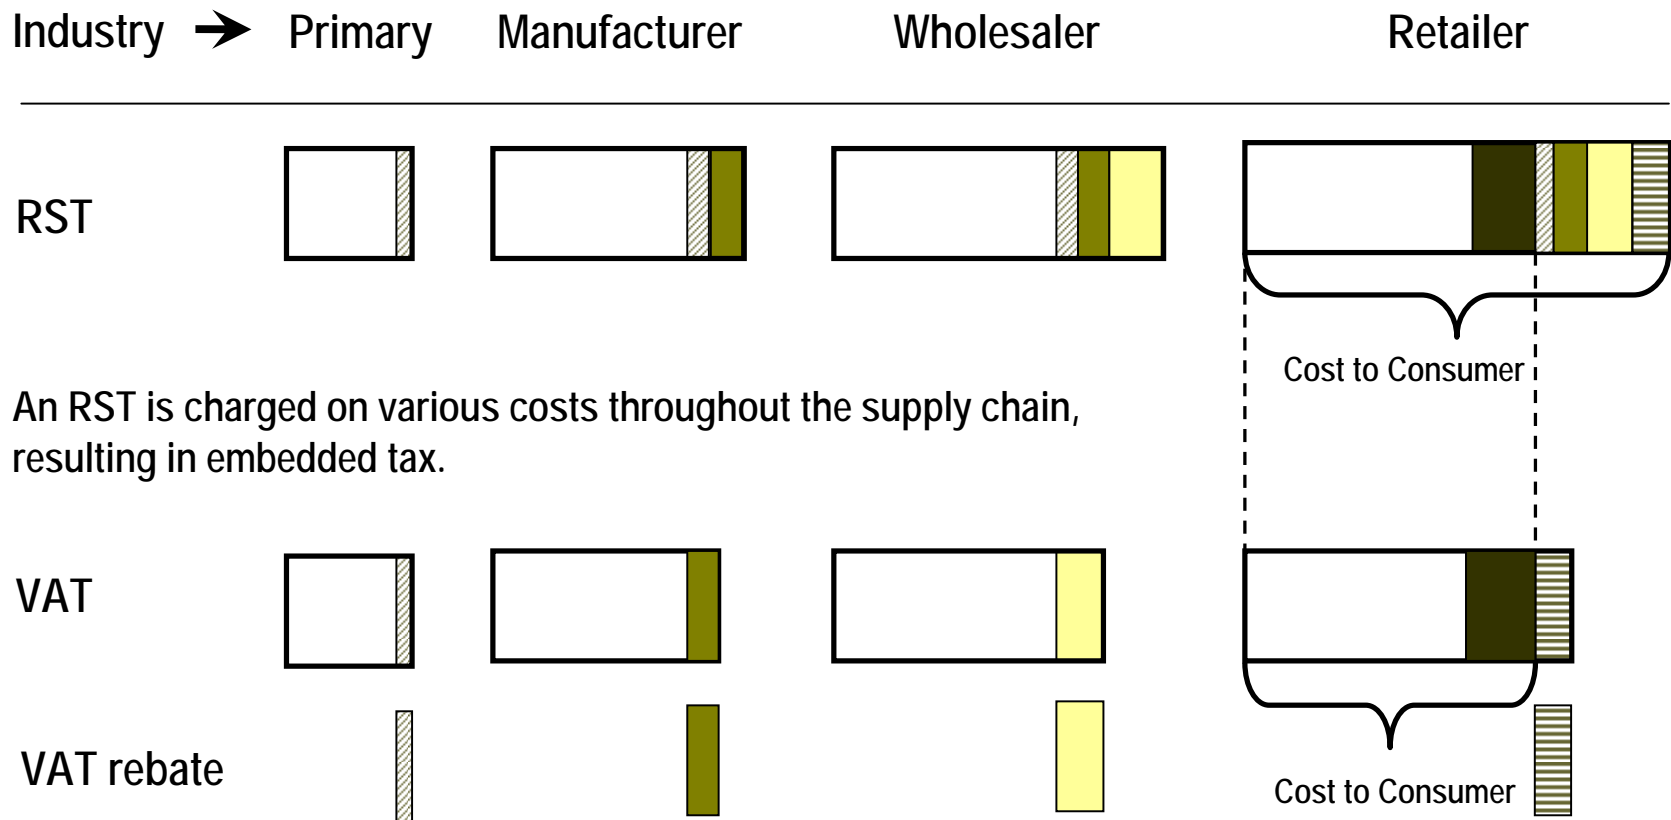 Industry → Primary Manufacturer Wholesaler Retailer
RST
Cost to Consumer
An RST is charged on various costs throughout the supply chain,
resulting in embedded tax.
VAT
VAT rebate
Cost to Consumer